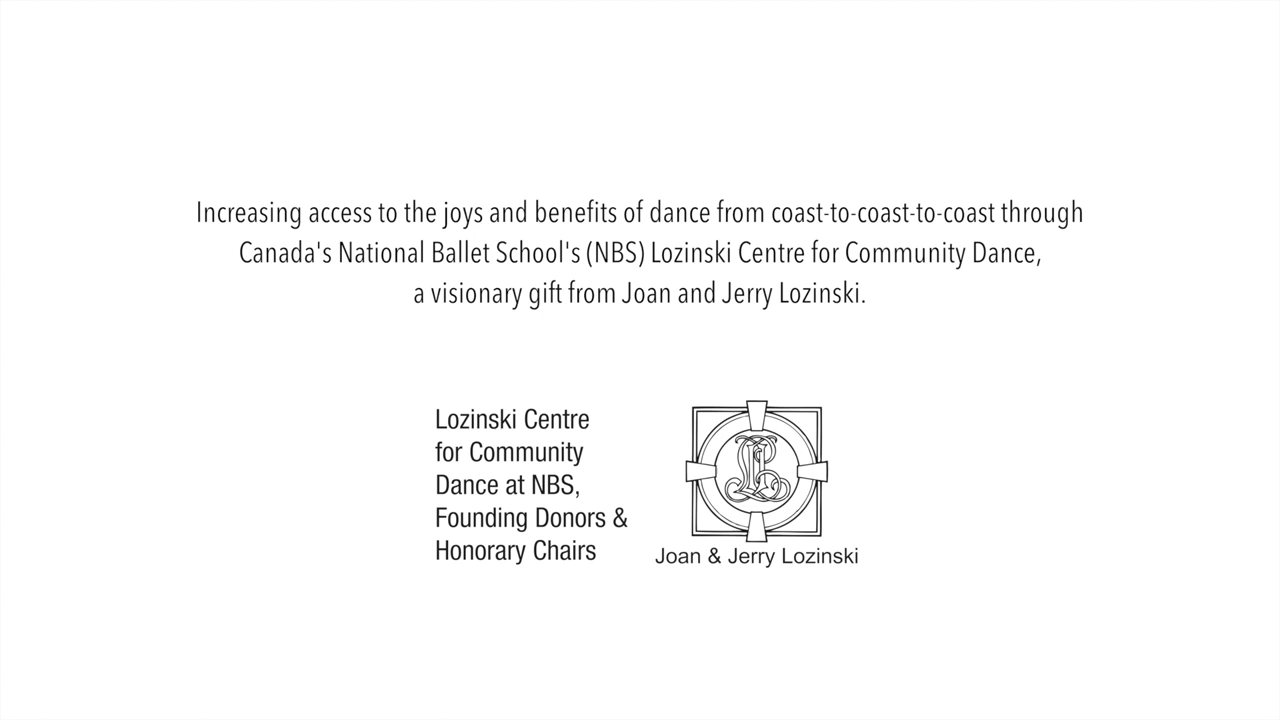 Increasing access to the joys and benefits of dance from coast-to-coast-to-coast through
Canada's National Ballet School's (NBS) Lozinski Centre for Community Dance,
a visionary gift from Joan and Jerry Lozinski.
Lozinski Centre
for Community
Dance at NBS,
Founding Donors &
Honorary Chairs
Joan & Jerry Lozinski